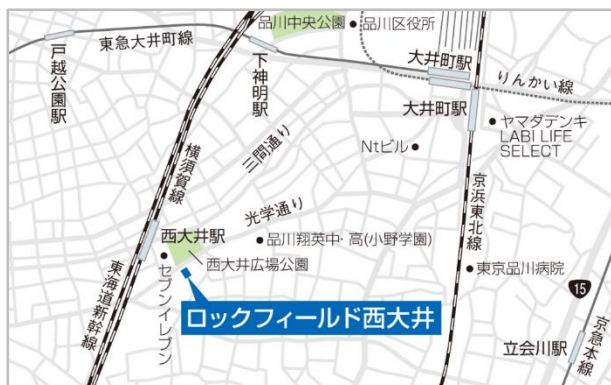 品川中央公園
品川区役所
東急大井町線
戸越公園駅
下神明駅
大井町駅
りんかい線
大井町駅
ヤマダデンキ
LABI LIFE
SELECT
Ntビル
三間通り
横須賀線
光学通り
京浜東北線
西大井駅
品川翔英中・高(小野学園)
西大井広場公園
東京品川病院
セブンイレブン
東海道新幹線
ロックフィールド西大井
15
立会川駅
京急本線